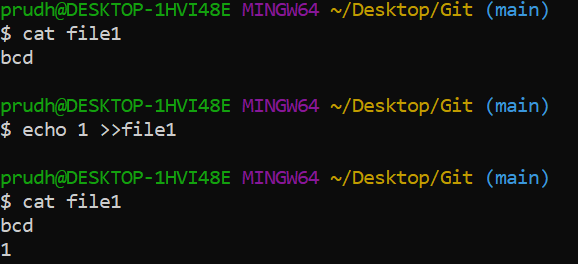 prudh@DESKTOP-1HVI48E MINGW64 ~/Desktop/Git (main)
$ cat file1
bcd
prudh@DESKTOP-1HVI48E MINGW64 ~/Desktop/Git (main)
$ echo 1 >>file1
prudh@DESKTOP-1HVI48E MINGW64 ~/Desktop/Git (main)
$ cat file1
bcd
1